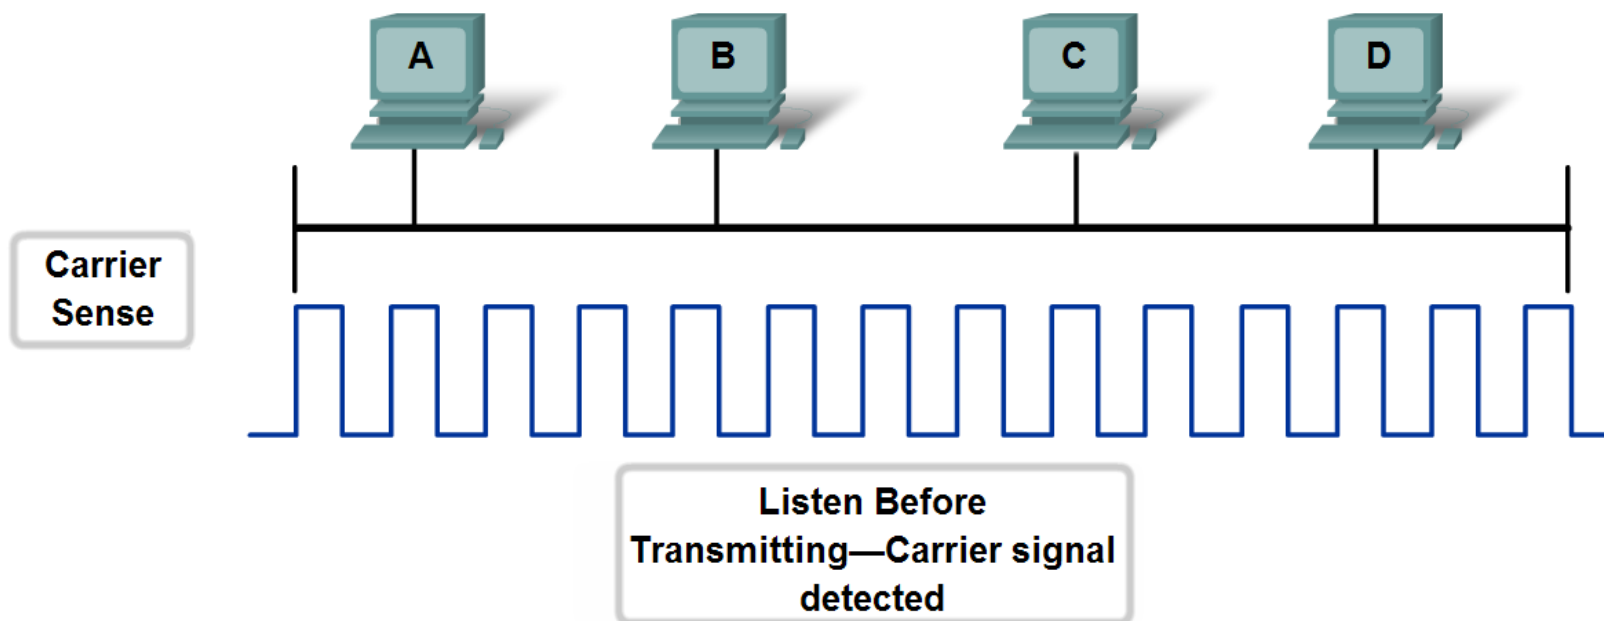 A
B
C
D
Carrier
Sense
Listen Before
Transmitting—Carrier signal
detected